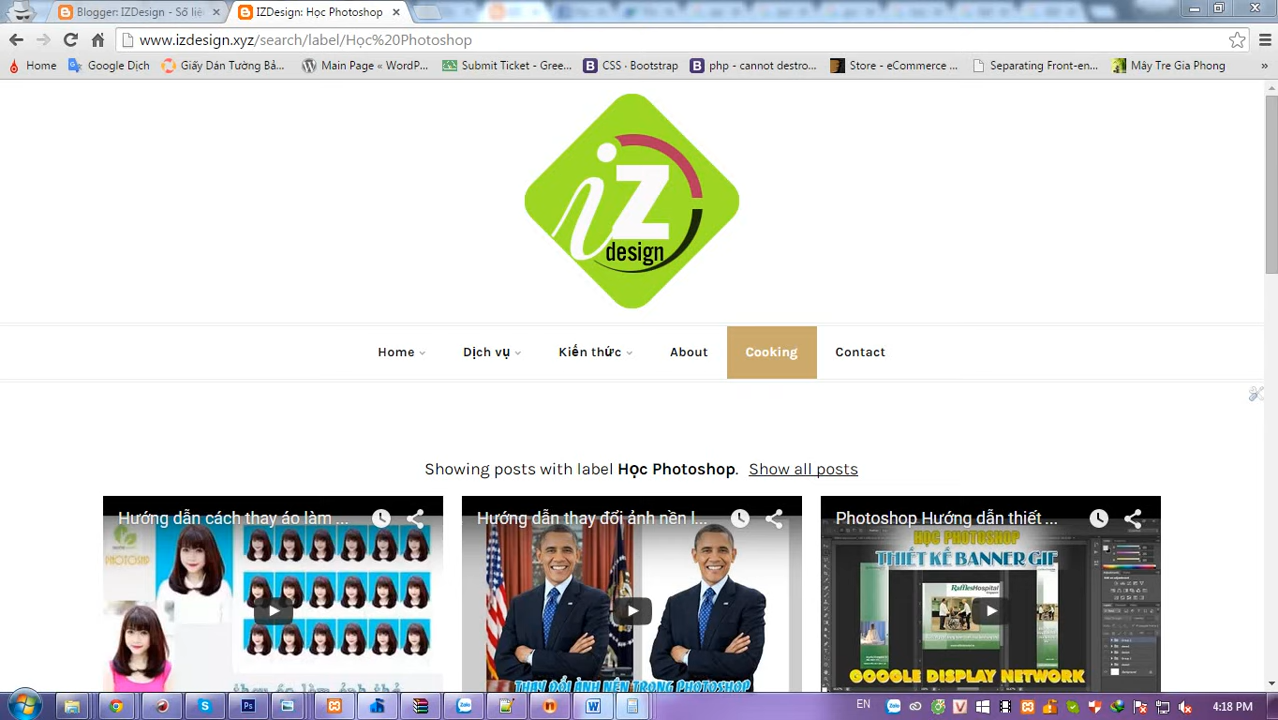 Blogger: IZDesign - Số liệ
IZDesign: Học Photoshop
www.izdesign.xyz/search/label/Học%20Photoshop
Home
Google Dịch
Giấy Dán Tường Bả...
Main Page « WordP...
Submit Ticket - Gree...
CSS · Bootstrap
php - cannot destro...
Store - eCommerce ...
Separating Front-en...
Mây Tre Gia Phong
»
iz
design
Home
Dịch vụ
Kiến thức
About
Cooking
Contact
Showing posts with label Học Photoshop. Show all posts
Hướng dẫn cách thay áo làm ...
Hướng dẫn thay đổi ảnh nền l...
THAY ĐỔI ẢNH NỀN TRONG PHOTOSHOP
Photoshop Hướng dẫn thiết ...
HỌC PHOTOSHOP
THIẾT KẾ BANNER GIF
RafflesHospital
GOOGLE DISPLAY NETWORK
EN
4:18 PM